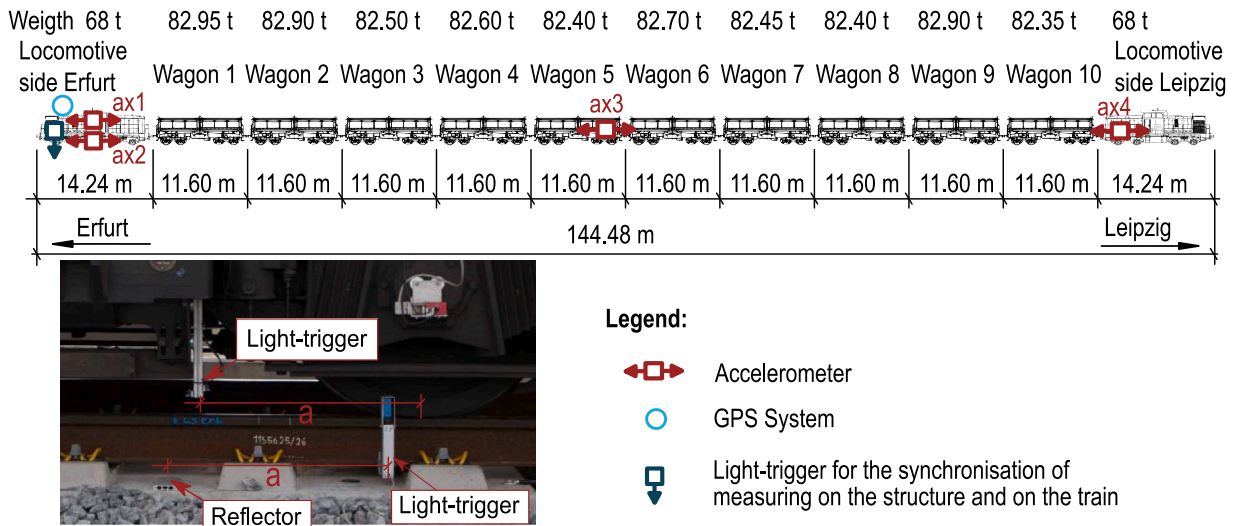 Weigth 68 t 82.95 t 82.90 t 82.50 t 82.60 t 82.40 t 82.70 t 82.45 t 82.40 t 82.90 t 82.35 t 68 t
Locomotive
side Erfurt
Wagon 1 Wagon 2 Wagon 3 Wagon 4 Wagon 5 Wagon 6 Wagon 7 Wagon 8 Wagon 9 Wagon 10
Locomotive
side Leipzig
ax1
ax2
ax3
ax4
14.24 m 11.60 m 11.60 m 11.60 m 11.60 m 11.60 m 11.60 m 11.60 m 11.60 m 11.60 m 11.60 m 14.24 m
Erfurt
144.48 m
Leipzig
Light-trigger
a
1155625/26
a
Light-trigger
Reflector
Legend:
Accelerometer
GPS System
Light-trigger for the synchronisation of
measuring on the structure and on the train